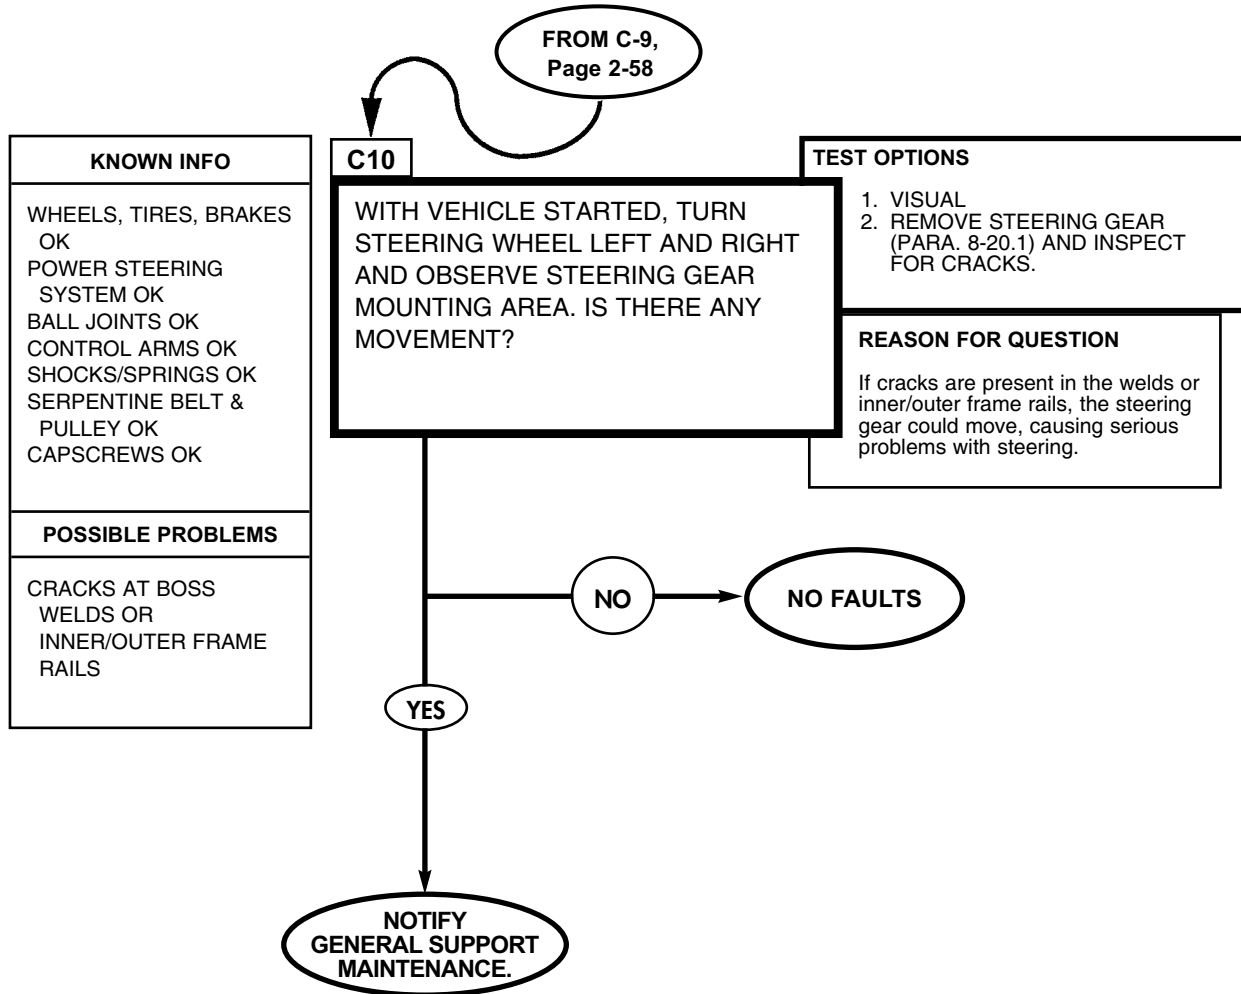 FROM C-9,
Page 2-58
KNOWN INFO
WHEELS, TIRES, BRAKES
OK
POWER STEERING
SYSTEM OK
BALL JOINTS OK
CONTROL ARMS OK
SHOCKS/SPRINGS OK
SERPENTINE BELT &
PULLEY OK
CAPSCREWS OK
POSSIBLE PROBLEMS
CRACKS AT BOSS
WELDS OR
INNER/OUTER FRAME
RAILS
C10
WITH VEHICLE STARTED, TURN
STEERING WHEEL LEFT AND RIGHT
AND OBSERVE STEERING GEAR
MOUNTING AREA. IS THERE ANY
MOVEMENT?
TEST OPTIONS
1. VISUAL
2. REMOVE STEERING GEAR
(PARA. 8-20.1) AND INSPECT
FOR CRACKS.
REASON FOR QUESTION
If cracks are present in the welds or
inner/outer frame rails, the steering
gear could move, causing serious
problems with steering.
NO
NO FAULTS
YES
NOTIFY
GENERAL SUPPORT
MAINTENANCE.